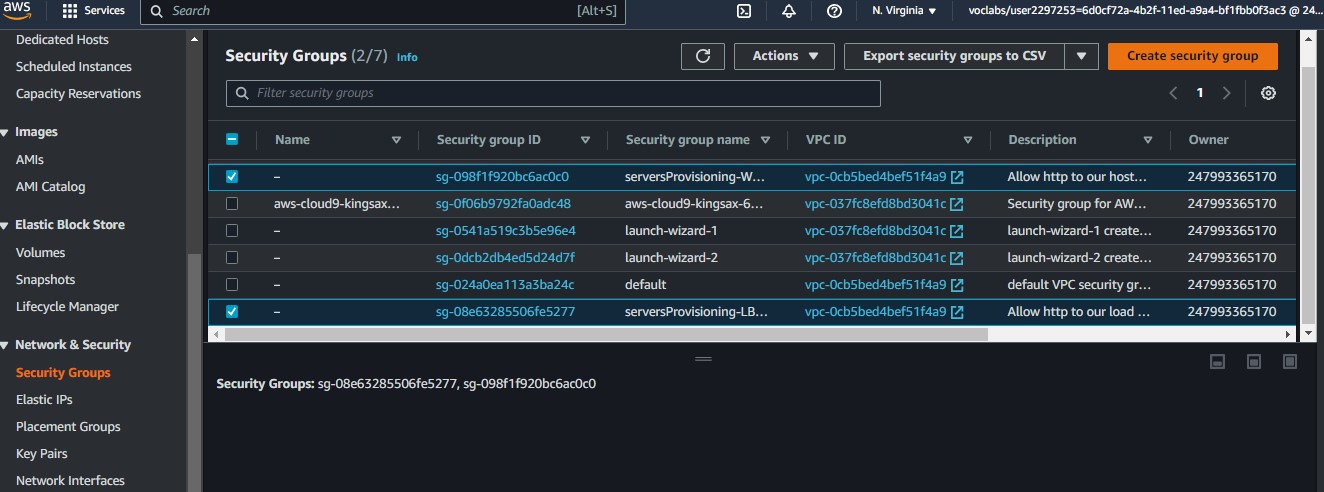 aws Services Search [Alt+S] N. Virginia voclabs/user2297253=6d0cf72a-4b2f-11ed-a9a4-bf1fbb0f3ac3 @ 24...
Dedicated Hosts
Scheduled Instances
Capacity Reservations
Images
AMIs
AMI Catalog
Elastic Block Store
Volumes
Snapshots
Lifecycle Manager
Network & Security
Security Groups
Elastic IPs
Placement Groups
Key Pairs
Network Interfaces
Security Groups (2/7) Info Actions Export security groups to CSV Create security group
Filter security groups 1
Name Security group ID Security group name VPC ID Description Owner
– sg-098f1f920bc6ac0c0 serversProvisioning-W... vpc-0cb5bed4bef51f4a9 Allow http to our host... 247993365170
aws-cloud9-kingsax... sg-0f06b9792fa0adc48 aws-cloud9-kingsax-6... vpc-037fc8efd8bd3041c Security group for AW... 247993365170
– sg-0541a519c3b5e96e4 launch-wizard-1 vpc-037fc8efd8bd3041c launch-wizard-1 create... 247993365170
– sg-0dcb2db4ed5d24d7f launch-wizard-2 vpc-037fc8efd8bd3041c launch-wizard-2 create... 247993365170
– sg-024a0ea113a3ba24c default vpc-0cb5bed4bef51f4a9 default VPC security gr... 247993365170
– sg-08e63285506fe5277 serversProvisioning-LB... vpc-0cb5bed4bef51f4a9 Allow http to our load ... 247993365170
Security Groups: sg-08e63285506fe5277, sg-098f1f920bc6ac0c0